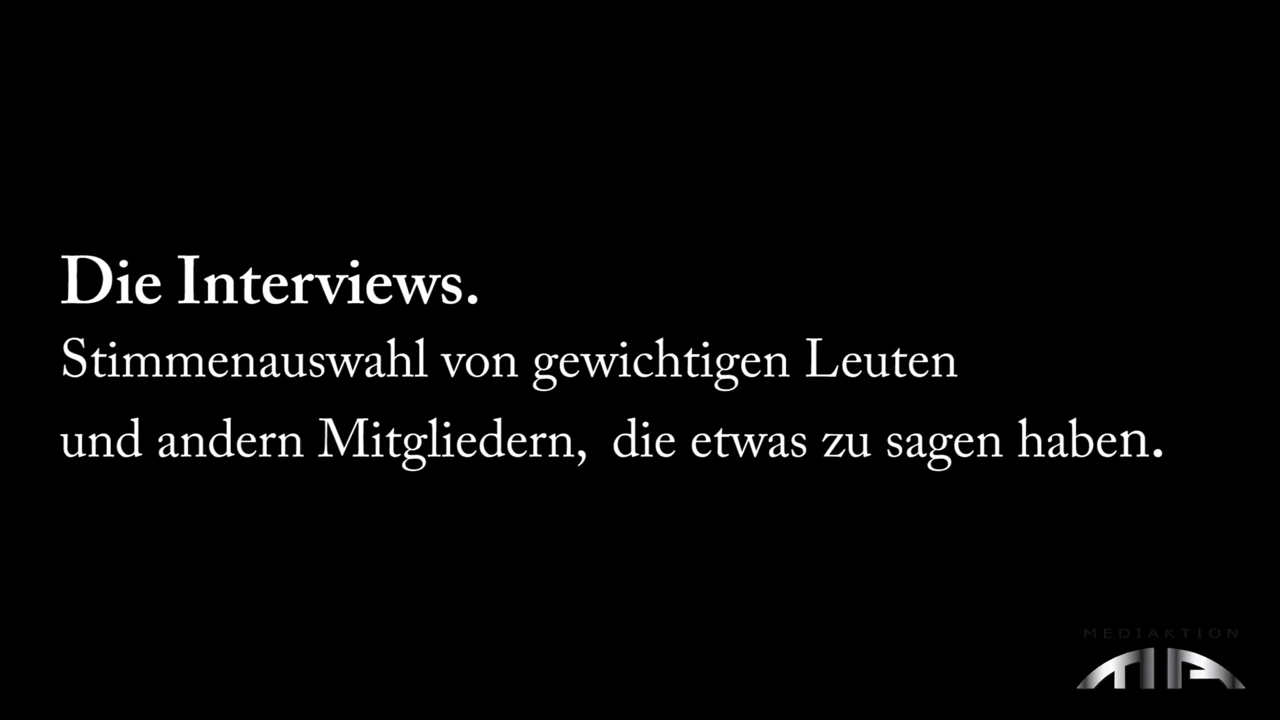 Die Interviews.
Stimmenauswahl von gewichtigen Leuten
und andern Mitgliedern, die etwas zu sagen haben.
MEDIAKTION